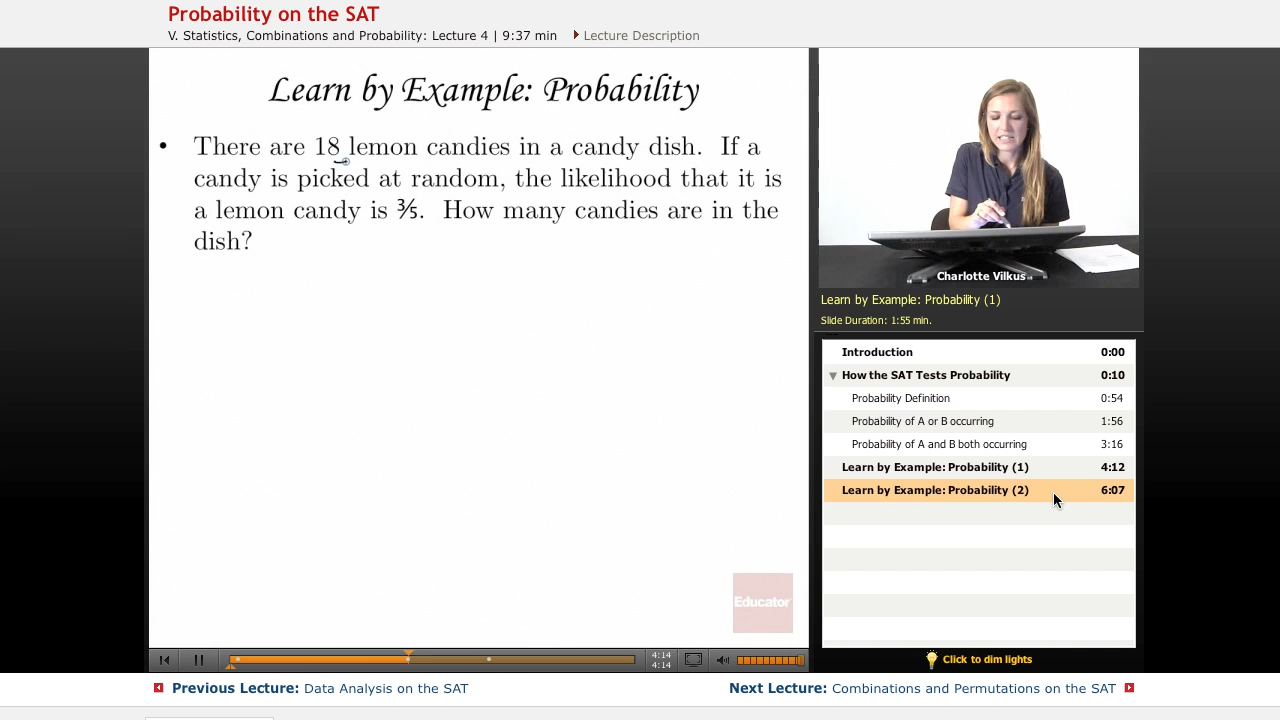 Probability on the SAT
V. Statistics, Combinations and Probability: Lecture 4 | 9:37 min Lecture Description
Learn by Example: Probability
• There are 18 lemon candies in a candy dish. If a
candy is picked at random, the likelihood that it is
a lemon candy is ⅗. How many candies are in the
dish?
Educator
4:14
4:14
Charlotte Vilkus
Learn by Example: Probability (1)
Slide Duration: 1:55 min.
Introduction 0:00
How the SAT Tests Probability 0:10
Probability Definition 0:54
Probability of A or B occurring 1:56
Probability of A and B both occurring 3:16
Learn by Example: Probability (1) 4:12
Learn by Example: Probability (2) 6:07
Click to dim lights
Previous Lecture: Data Analysis on the SAT
Next Lecture: Combinations and Permutations on the SAT